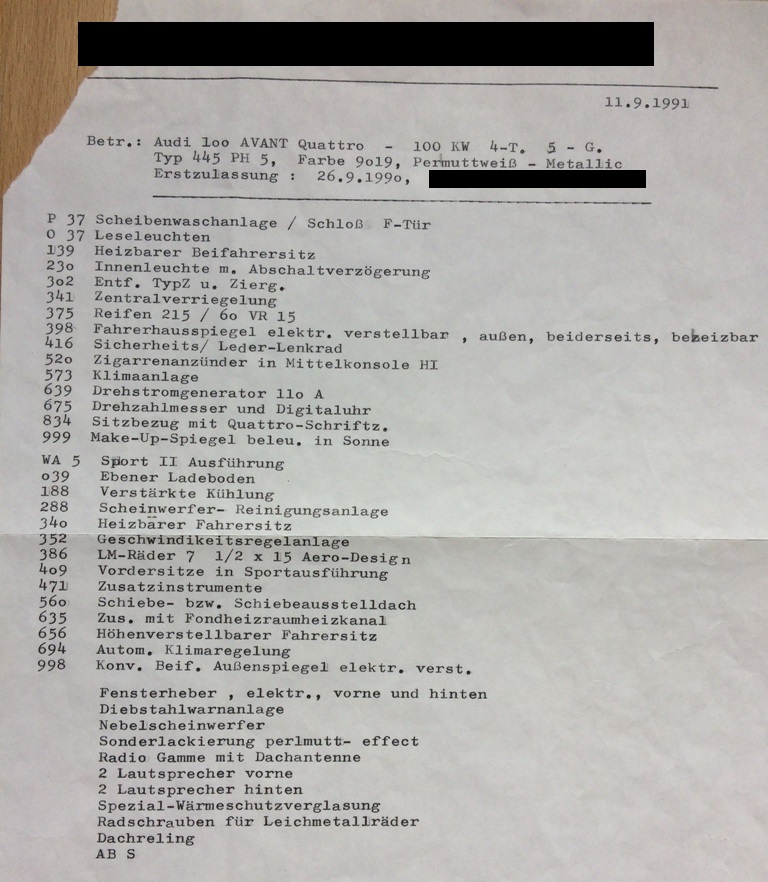 11.9.1991
Betr.: Audi 1oo AVANT Quattro - 100 KW 4-T. 5 - G.
Typ 445 PH 5, Farbe 9o19, Permuttweiß - Metallic
Erstzulassung : 26.9.199o,
P 37 Scheibenwaschanlage / Schloß F-Tür
O 37 Leseleuchten
139 Heizbarer Beifahrersitz
23o Innenleuchte m. Abschaltverzögerung
3o2 Entf. TypZ u. Zierg.
341 Zentralverriegelung
375 Reifen 215 / 6o VR 15
398 Fahrerhausspiegel elektr. verstellbar , außen, beiderseits, beheizbar
416 Sicherheits/ Leder-Lenkrad
52o Zigarrenanzünder in Mittelkonsole HI
573 Klimaanlage
639 Drehstromgenerator 11o A
675 Drehzahlmesser und Digitaluhr
834 Sitzbezug mit Quattro-Schriftz.
999 Make-Up-Spiegel beleu. in Sonne
WA 5 Sport II Ausführung
o39 Ebener Ladeboden
188 Verstärkte Kühlung
288 Scheinwerfer- Reinigungsanlage
34o Heizbarer Fahrersitz
352 Geschwindikeitsregelanlage
386 LM-Räder 7 1/2 x 15 Aero-Design
4o9 Vordersitze in Sportausführung
471 Zusatzinstrumente
56o Schiebe- bzw. Schiebeausstelldach
635 Zus. mit Fondheizraumheizkanal
656 Höhenverstellbarer Fahrersitz
694 Autom. Klimaregelung
998 Konv. Beif. Außenspiegel elektr. verst.
Fensterheber , elektr., vorne und hinten
Diebstahlwarnanlage
Nebelscheinwerfer
Sonderlackierung perlmutt- effect
Radio Gamme mit Dachantenne
2 Lautsprecher vorne
2 Lautsprecher hinten
Spezial-Wärmeschutzverglasung
Radschrauben für Leichmetallräder
Dachreling
AB S